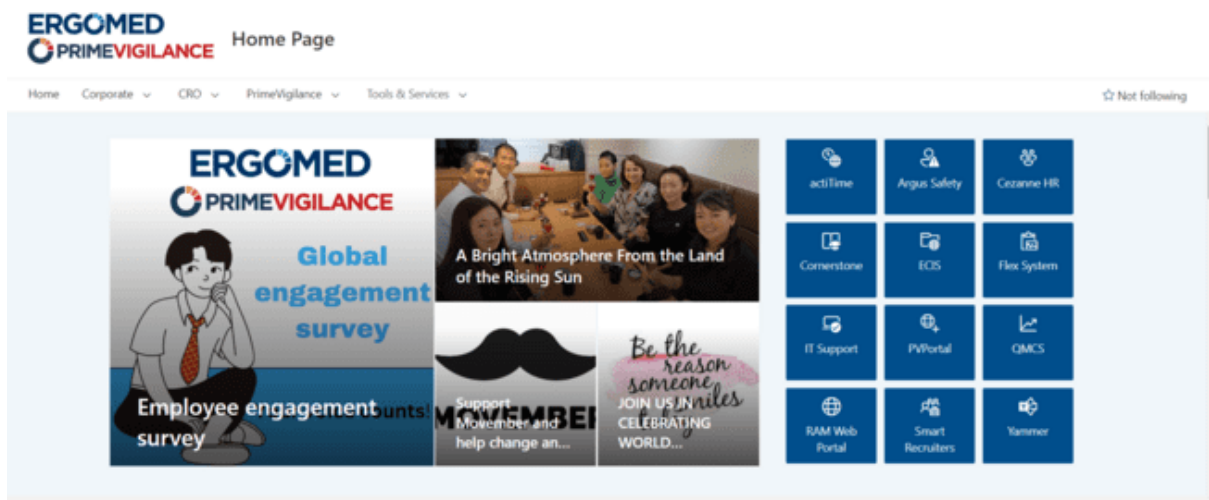 ERGOMED
PRIMEVIGILANCE
Home Page
Home
Corporate
CRO
PrimeVigilance
Tools & Services
Not following
ERGOMED
PRIMEVIGILANCE
Global
engagement
survey
counts!
Employee engagement
survey
A Bright Atmosphere From the Land
of the Rising Sun
MOVEMBER
Support
Movember and
help change an...
Be the
reason
someone
smiles
JOIN US IN
CELEBRATING
WORLD...
actiTime
Argus Safety
Cezanne HR
Cornerstone
ECIS
Flex System
IT Support
PVPortal
QMCS
RAM Web
Portal
Smart
Recruiters
Yammer